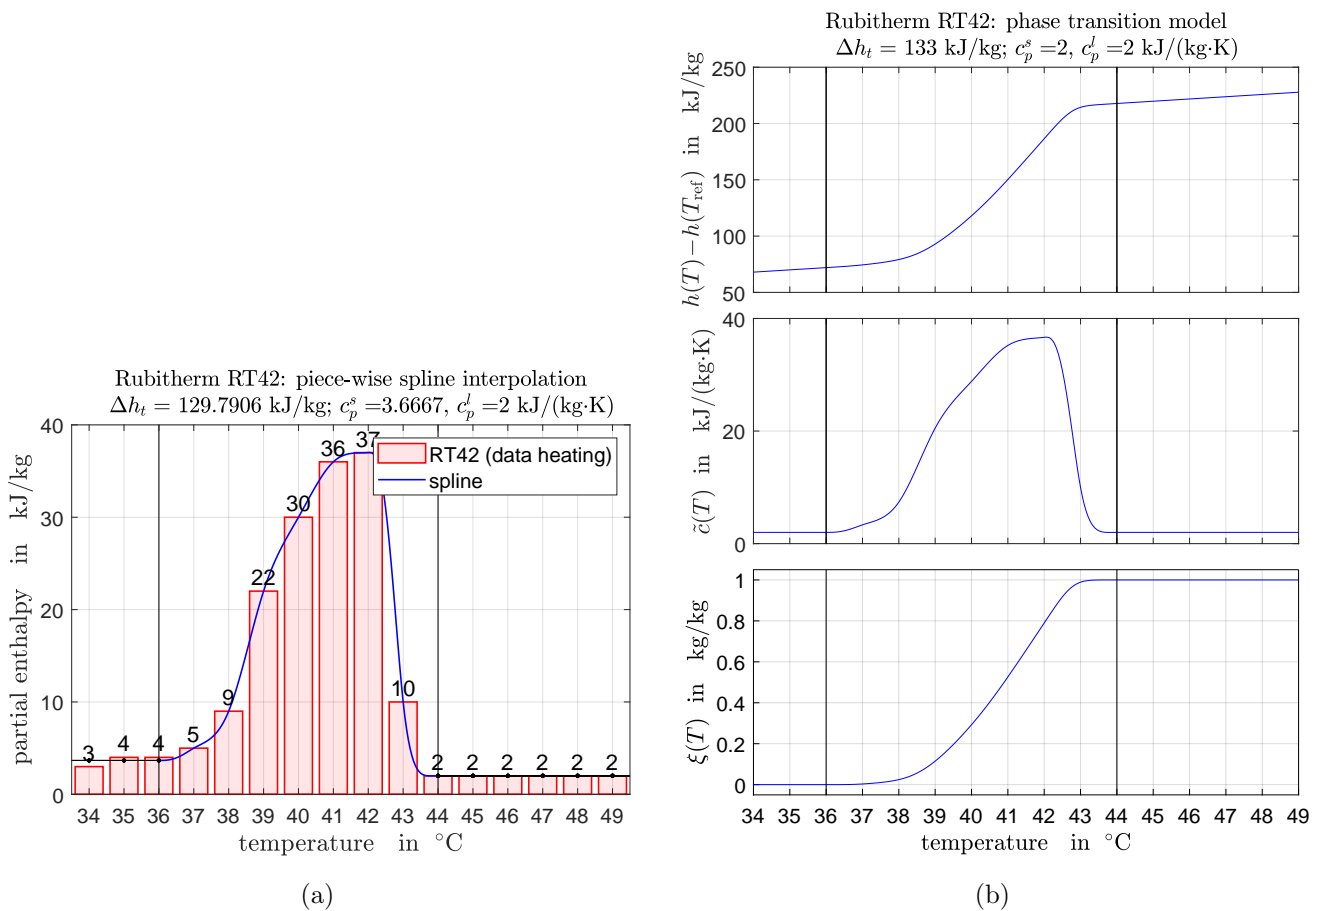 Rubitherm RT42: piece-wise spline interpolation
Δh_t = 129.7906 kJ/kg; c_p^s =3.6667, c_p^l =2 kJ/(kg·K)
partial enthalpy in kJ/kg
40
30
20
10
0
3 4 4 5 9 22 30 36 37 10 2 2 2 2 2 2
RT42 (data heating)
spline
34 35 36 37 38 39 40 41 42 43 44 45 46 47 48 49
temperature in °C
(a)
Rubitherm RT42: phase transition model
Δh_t = 133 kJ/kg; c_p^s =2, c_p^l =2 kJ/(kg·K)
h(T)−h(T_ref) in kJ/kg
250
200
150
100
50
c̃(T) in kJ/(kg·K)
40
20
0
ξ(T) in kg/kg
1
0.8
0.6
0.4
0.2
0
34 35 36 37 38 39 40 41 42 43 44 45 46 47 48 49
temperature in °C
(b)